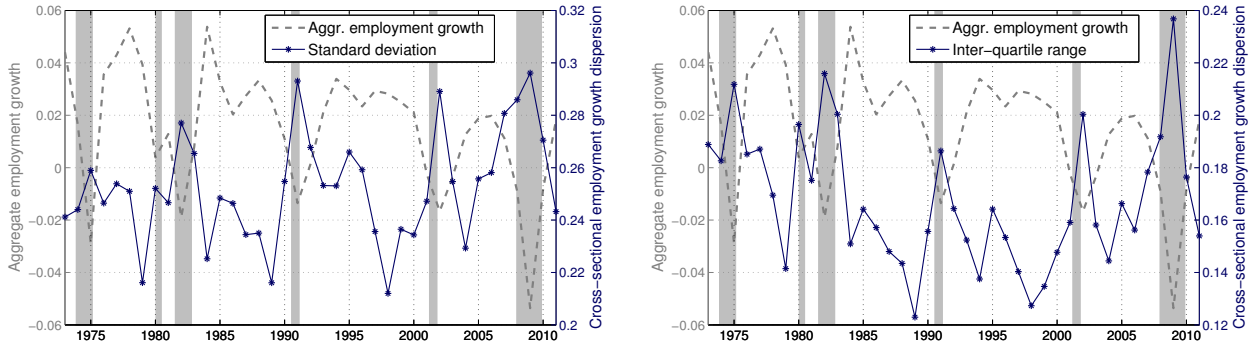 Aggr. employment growth
Standard deviation
Aggregate employment growth
0.06
0.04
0.02
0
−0.02
−0.04
−0.06
1975 1980 1985 1990 1995 2000 2005 2010
0.32
0.3
0.28
0.26
0.24
0.22
0.2
Cross−sectional employment growth dispersion
Aggr. employment growth
Inter−quartile range
Aggregate employment growth
0.06
0.04
0.02
0
−0.02
−0.04
−0.06
1975 1980 1985 1990 1995 2000 2005 2010
0.24
0.22
0.2
0.18
0.16
0.14
0.12
Cross−sectional employment growth dispersion